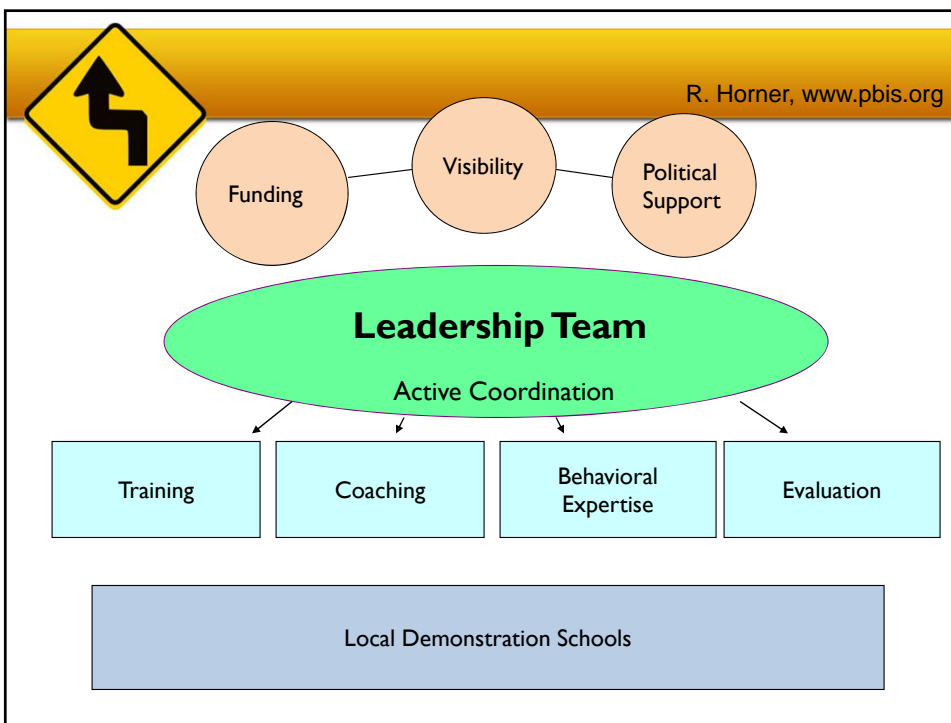 R. Horner, www.pbis.org
Funding
Visibility
Political
Support
Leadership Team
Active Coordination
Training
Coaching
Behavioral
Expertise
Evaluation
Local Demonstration Schools